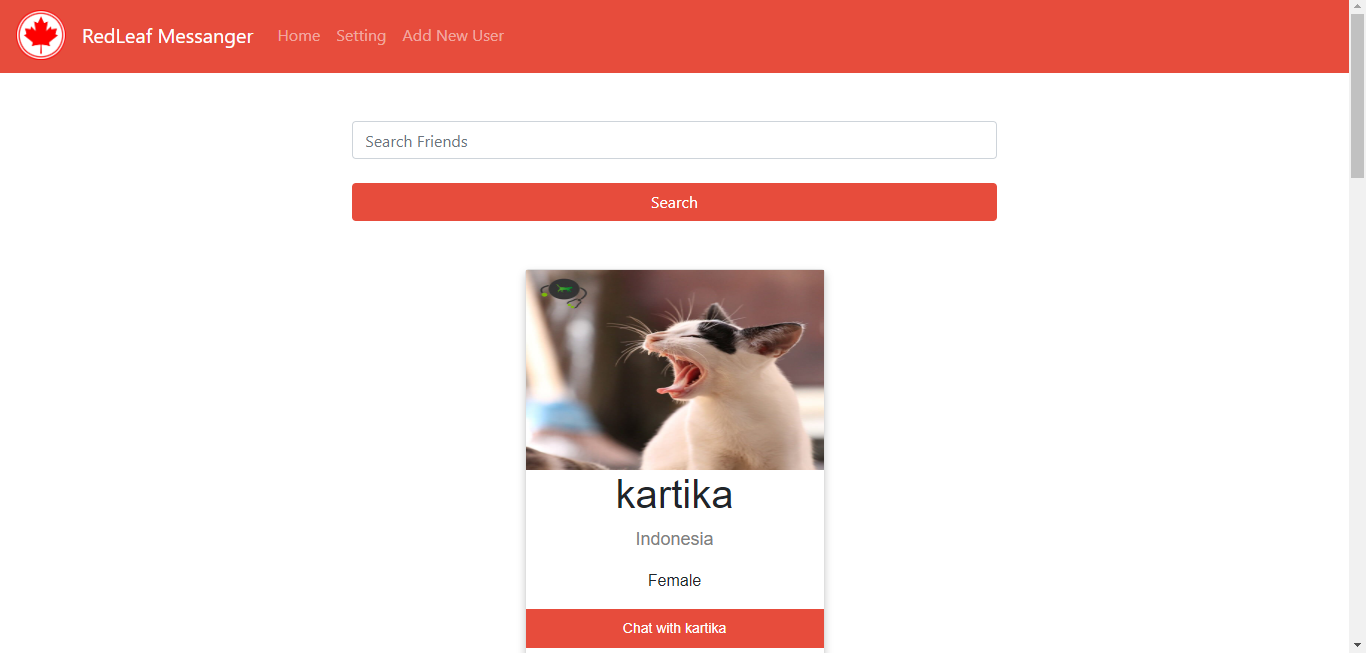 RedLeaf Messanger Home Setting Add New User
Search Friends
Search
kartika
Indonesia
Female
Chat with kartika